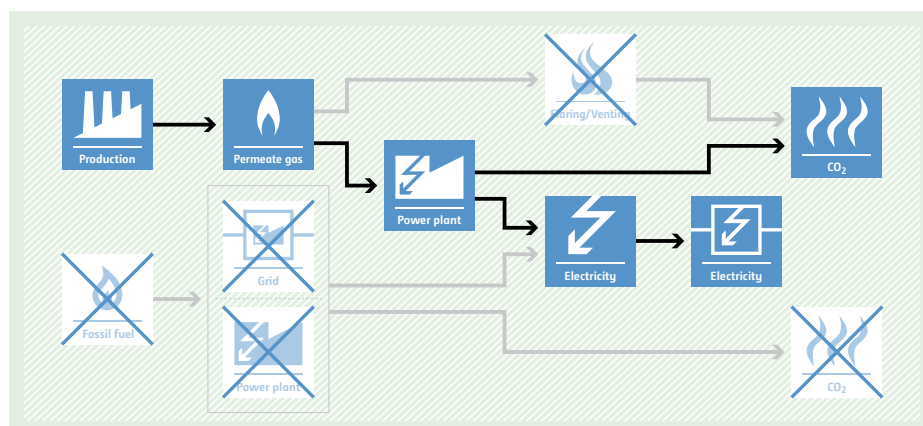 Flaring/Venting
Production
Permeate gas
CO₂
Power plant
Grid
Electricity
Electricity
Fossil fuel
Power plant
CO₂